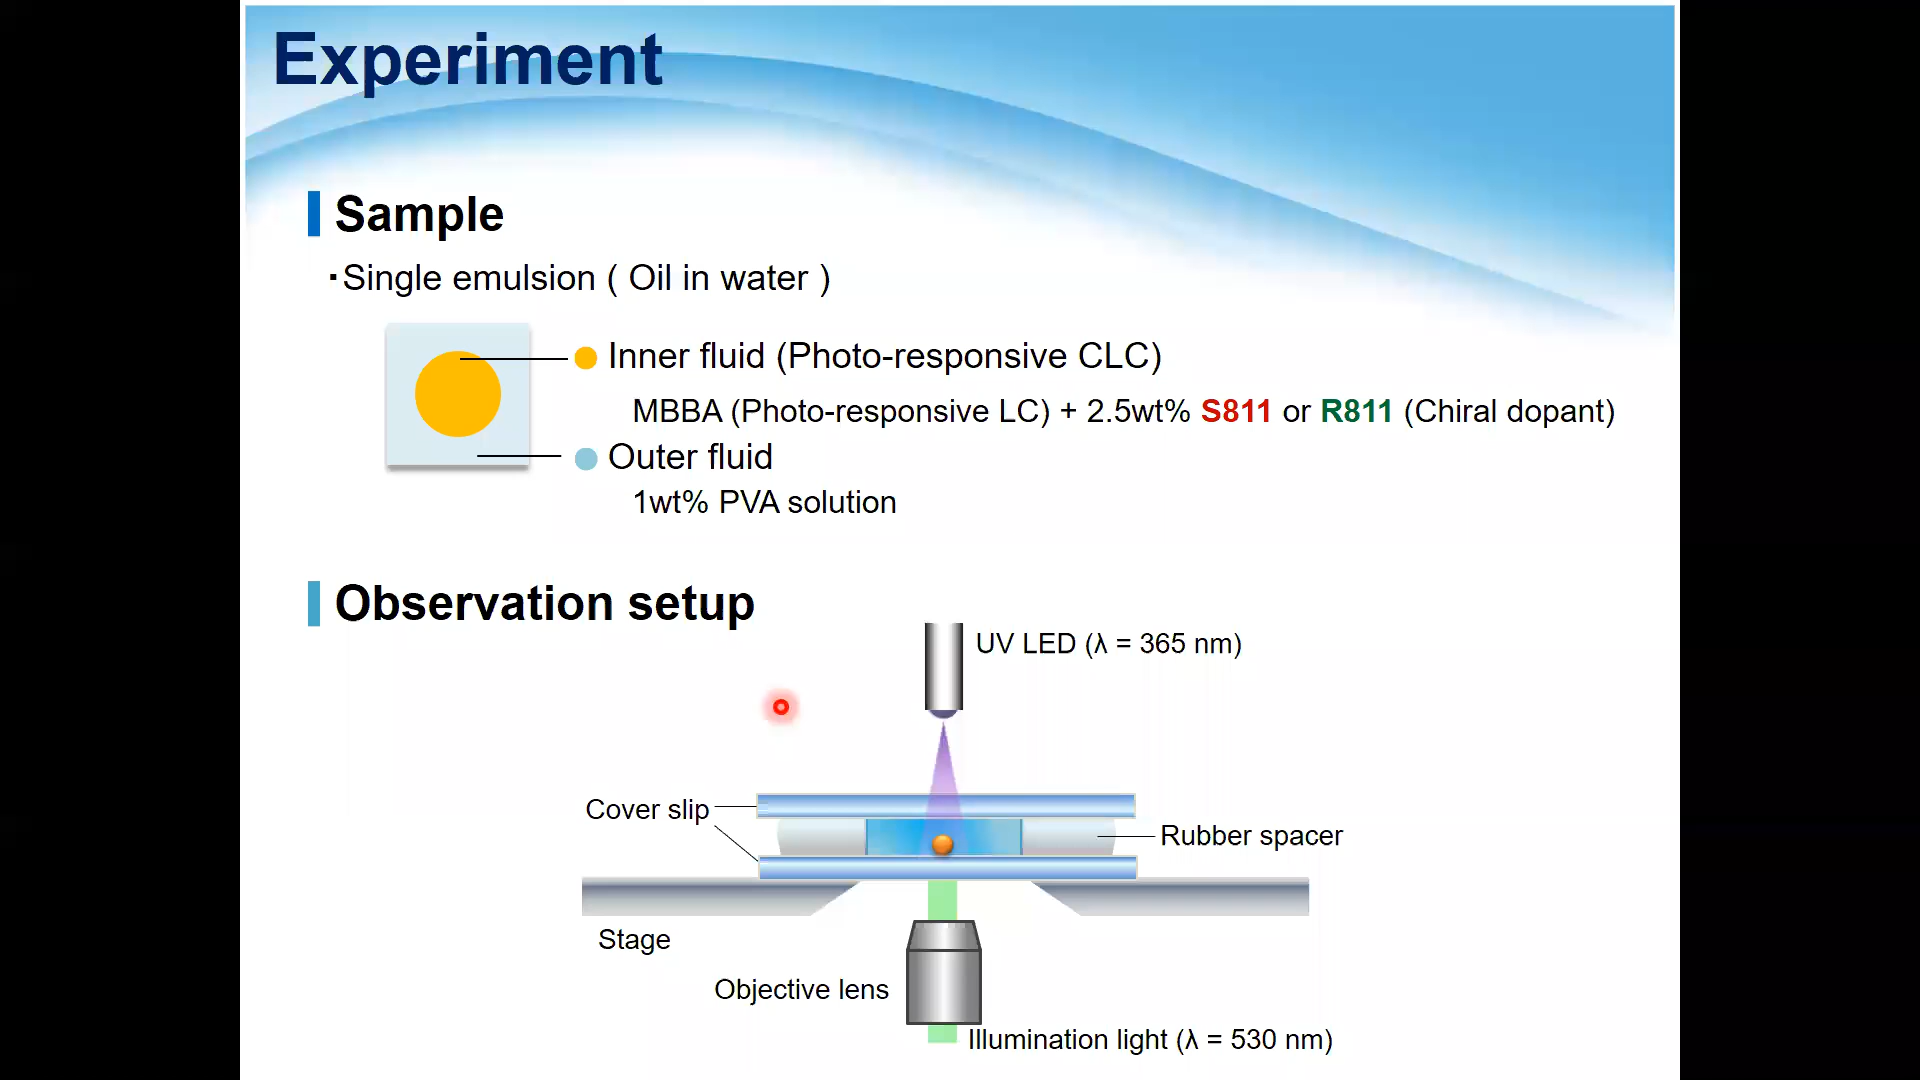 Experiment
Sample
･Single emulsion ( Oil in water )
Inner fluid (Photo-responsive CLC)
MBBA (Photo-responsive LC) + 2.5wt% S811 or R811 (Chiral dopant)
Outer fluid
1wt% PVA solution
Observation setup
UV LED (λ = 365 nm)
Cover slip
Rubber spacer
Stage
Objective lens
Illumination light (λ = 530 nm)